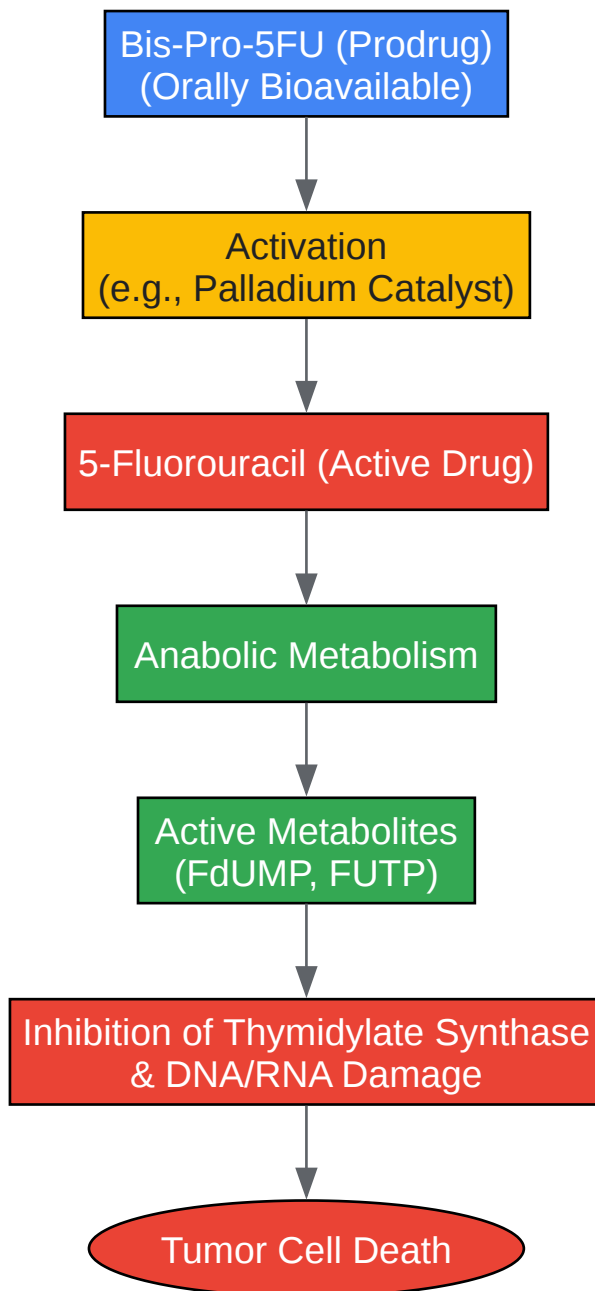 Bis-Pro-5FU (Prodrug)
(Orally Bioavailable)
Activation
(e.g., Palladium Catalyst)
5-Fluorouracil (Active Drug)
Anabolic Metabolism
Active Metabolites
(FdUMP, FUTP)
Inhibition of Thymidylate Synthase
& DNA/RNA Damage
Tumor Cell Death